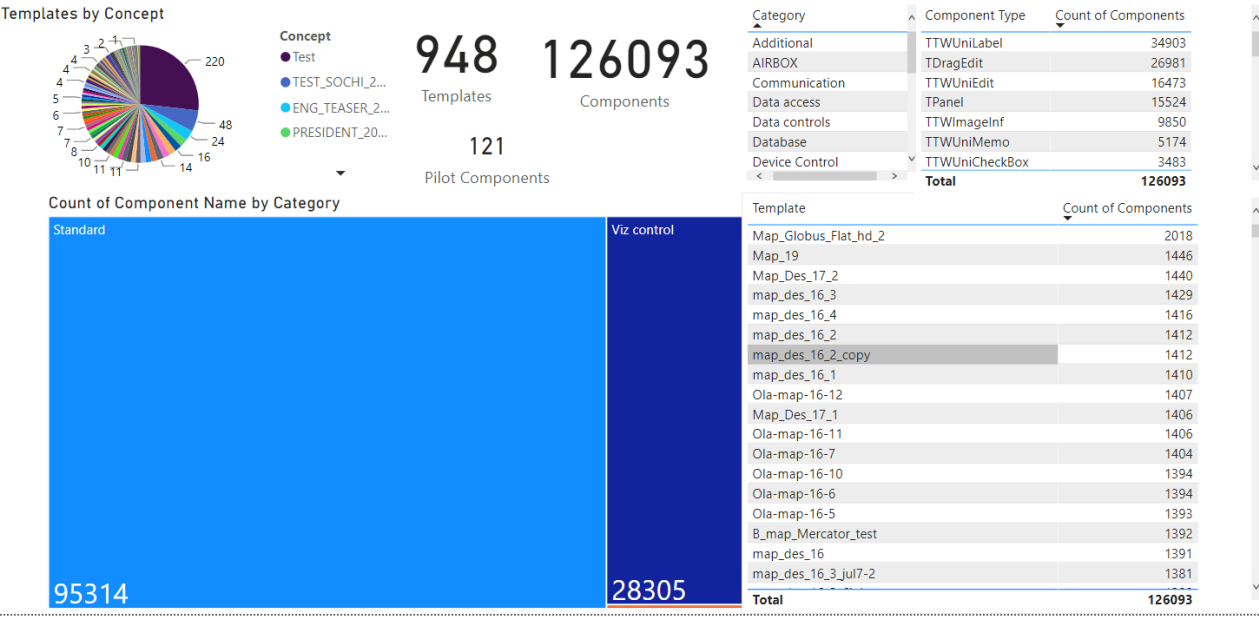 Templates by Concept
1
2
3
4
4
4
5
6
7
7
8
10
11
11
14
16
24
48
220
Concept
Test
TEST_SOCHI_2...
ENG_TEASER_2...
PRESIDENT_20...
948
Templates
126093
Components
121
Pilot Components
Category
Additional
AIRBOX
Communication
Data access
Data controls
Database
Device Control
Component Type Count of Components
TTWUniLabel 34903
TDragEdit 26981
TTWUniEdit 16473
TPanel 15524
TTWImageInf 9850
TTWUniMemo 5174
TTWUniCheckBox 3483
Total 126093
Count of Component Name by Category
Standard
95314
Viz control
28305
Template Count of Components
Map_Globus_Flat_hd_2 2018
Map_19 1446
Map_Des_17_2 1440
map_des_16_3 1429
map_des_16_4 1416
map_des_16_2 1412
map_des_16_2_copy 1412
map_des_16_1 1410
Ola-map-16-12 1407
Map_Des_17_1 1406
Ola-map-16-11 1406
Ola-map-16-7 1404
Ola-map-16-10 1394
Ola-map-16-6 1394
Ola-map-16-5 1393
B_map_Mercator_test 1392
map_des_16 1391
map_des_16_3_jul7-2 1381
Total 126093